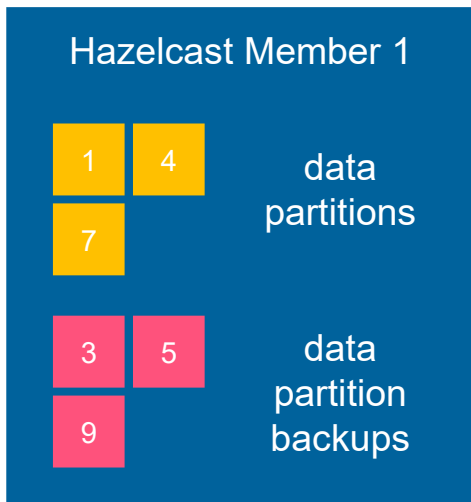 Hazelcast Member 1
1 4
data
partitions
7
3 5
data
partition
backups
9